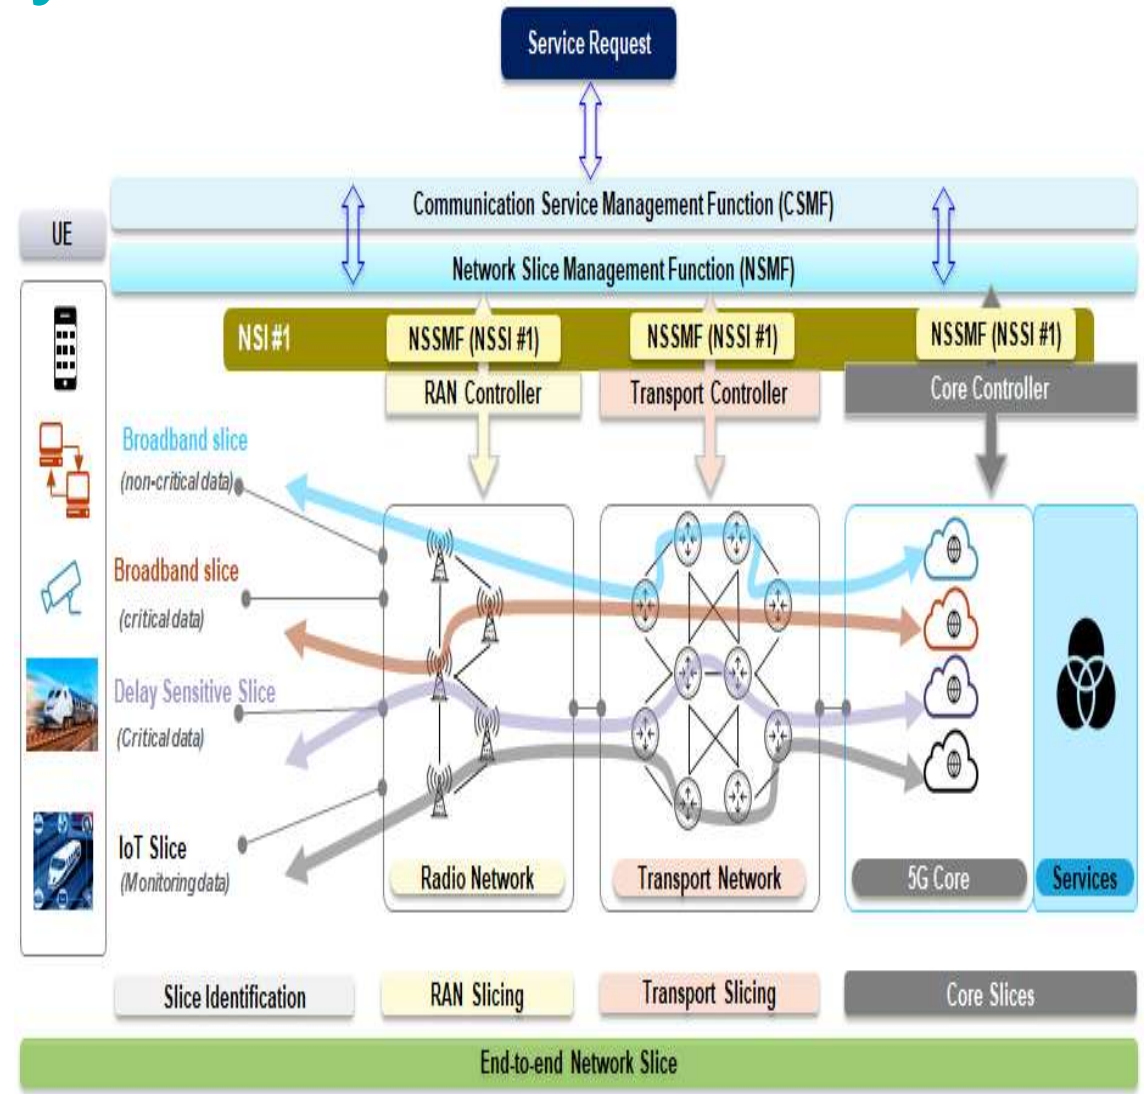 Service Request
Communication Service Management Function (CSMF)
UE
Network Slice Management Function (NSMF)
NSI #1
NSSMF (NSSI #1)
NSSMF (NSSI #1)
NSSMF (NSSI #1)
RAN Controller
Transport Controller
Core Controller
Broadband slice
(non-critical data)
Broadband slice
(critical data)
Delay Sensitive Slice
(Critical data)
IoT Slice
(Monitoring data)
Radio Network
Transport Network
5G Core
Services
Slice Identification
RAN Slicing
Transport Slicing
Core Slices
End-to-end Network Slice